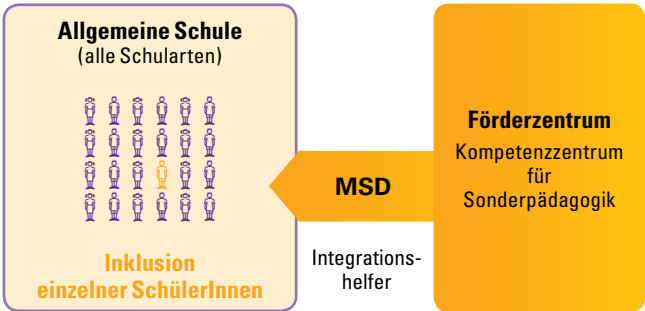 Allgemeine Schule
(alle Schularten)
Inklusion
einzelner SchülerInnen
MSD
Integrations-
helfer
Förderzentrum
Kompetenzzentrum
für
Sonderpädagogik